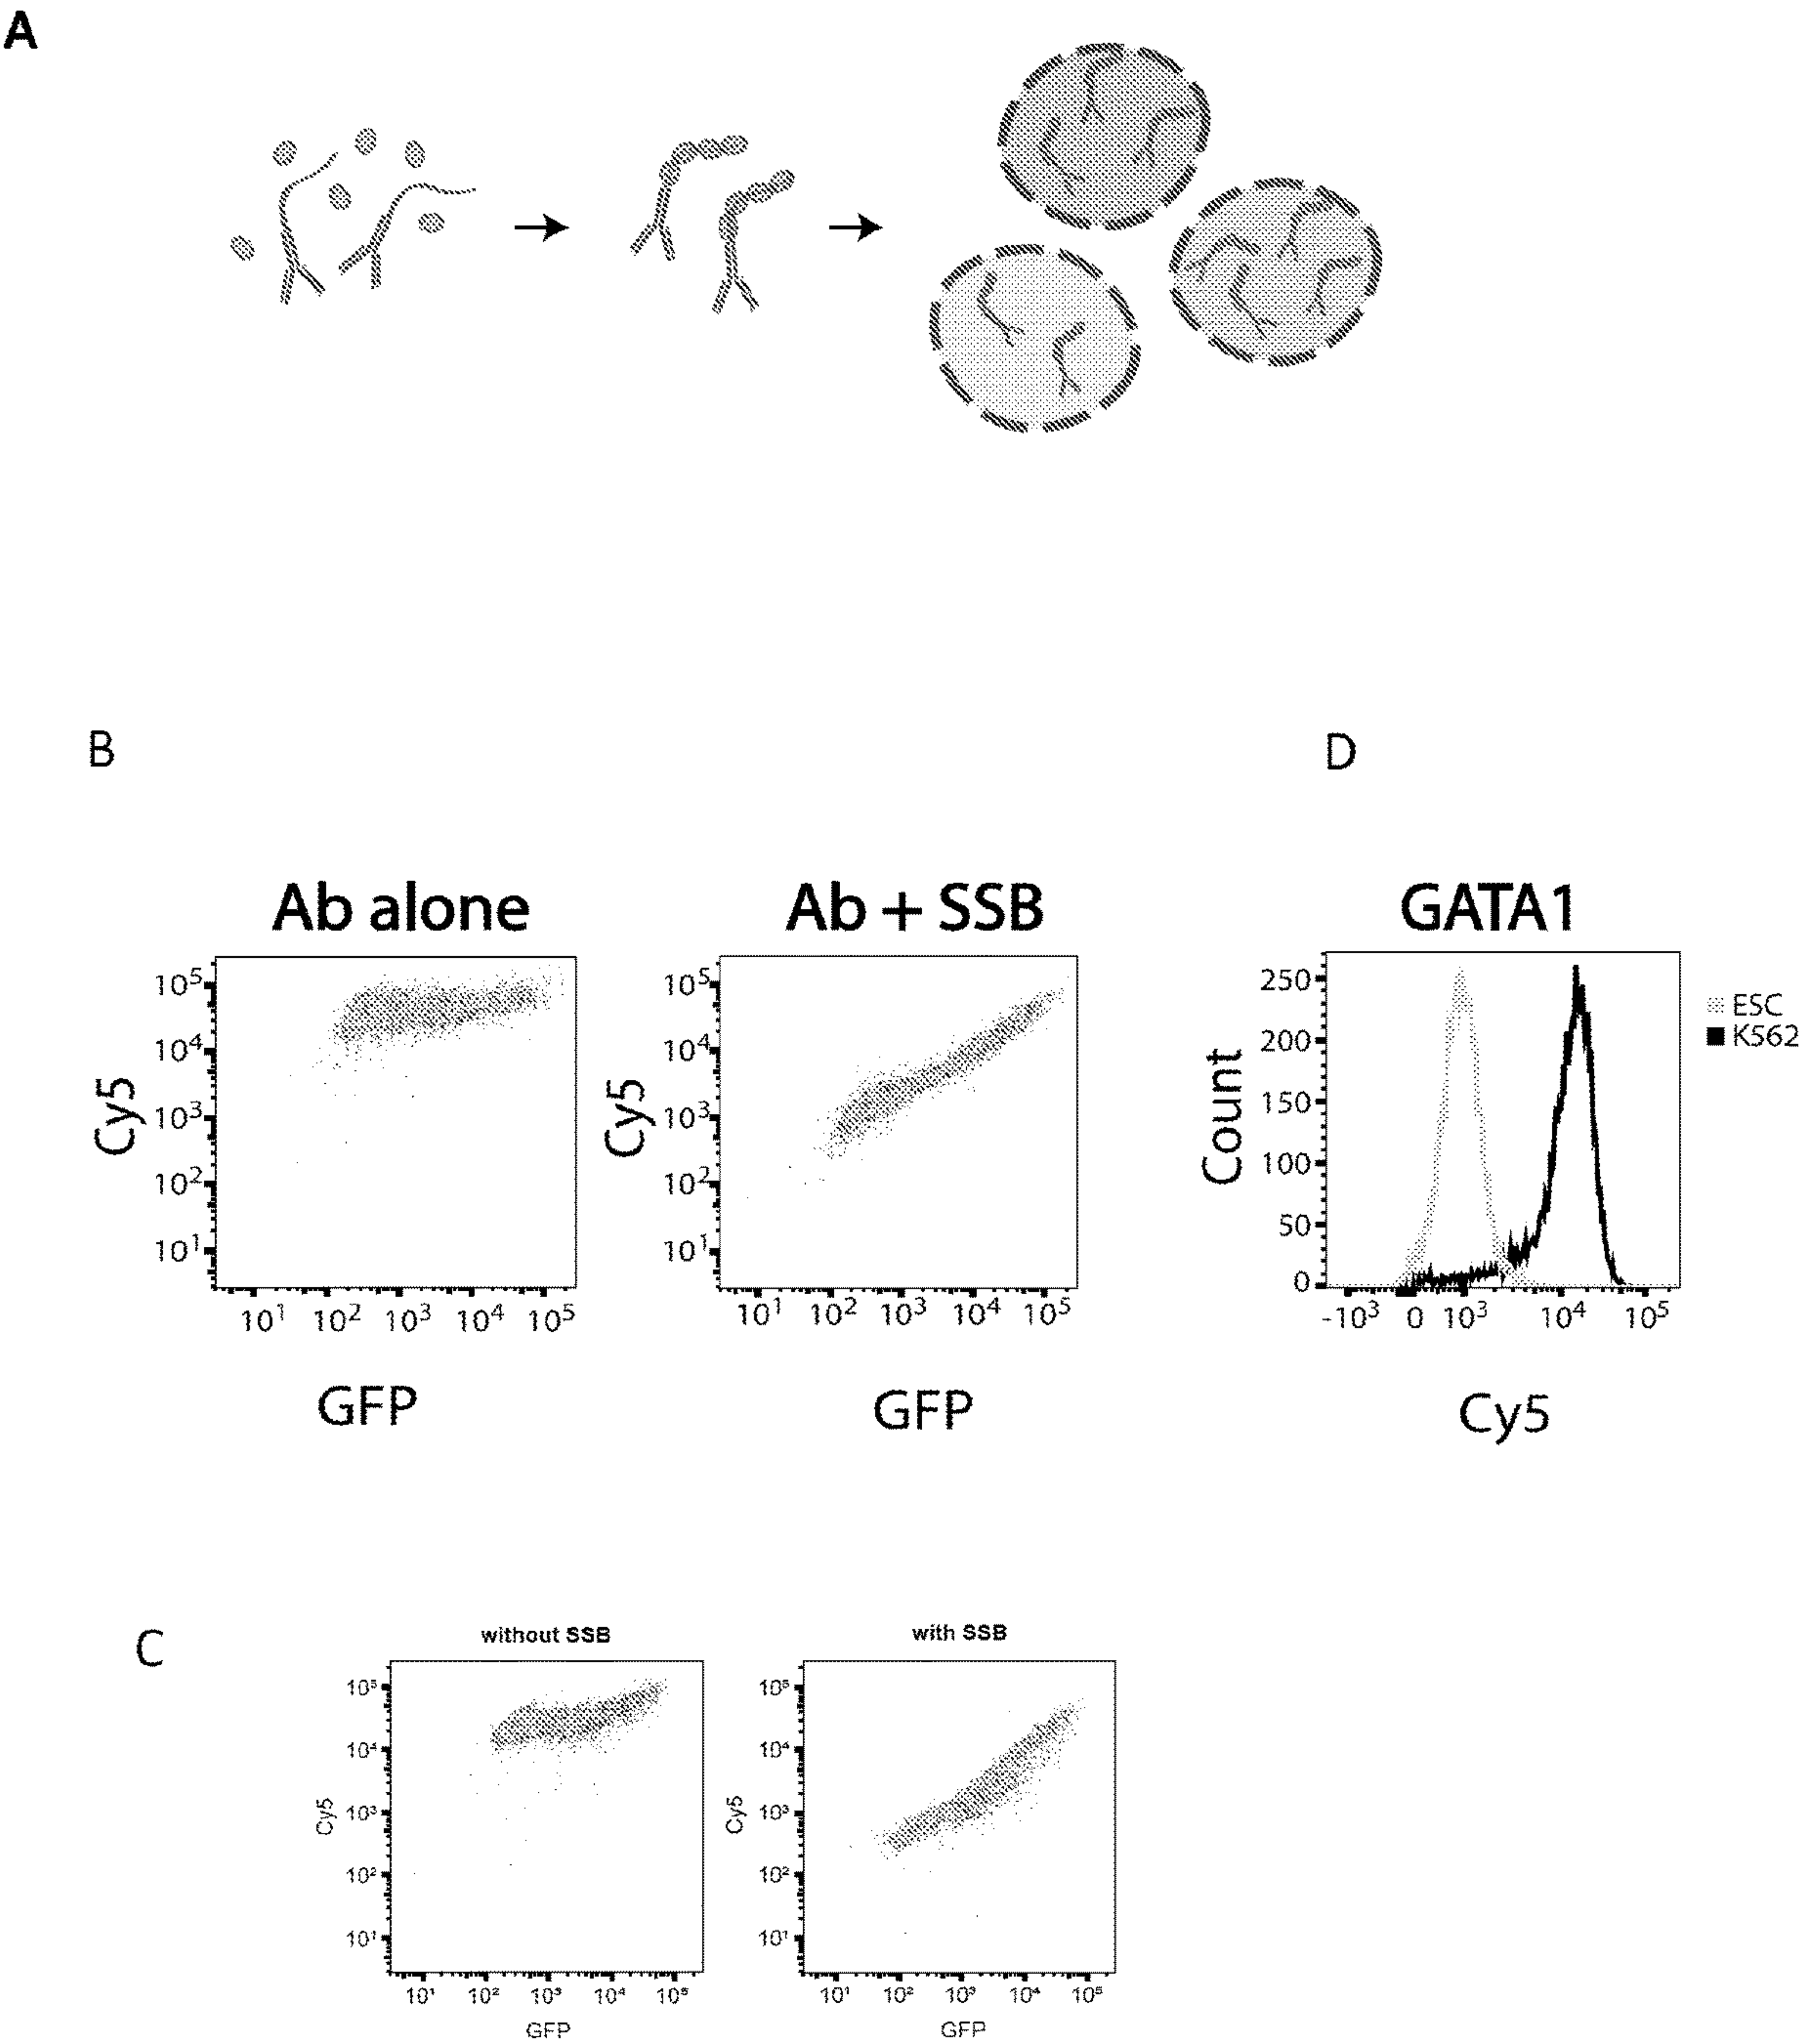 A
B
D
Ab alone
Ab + SSB
GATA1
10⁵
10⁴
10³
10²
10¹
Cy5
10¹ 10² 10³ 10⁴ 10⁵
GFP
10⁵
10⁴
10³
10²
10¹
Cy5
10¹ 10² 10³ 10⁴ 10⁵
GFP
250
200
150
100
50
0
Count
-10³ 0 10³ 10⁴ 10⁵
Cy5
ESC
K562
C
without SSB
with SSB
10⁵
10⁴
10³
10²
10¹
Cy5
10¹ 10² 10³ 10⁴ 10⁵
GFP
10⁵
10⁴
10³
10²
10¹
Cy5
10¹ 10² 10³ 10⁴ 10⁵
GFP